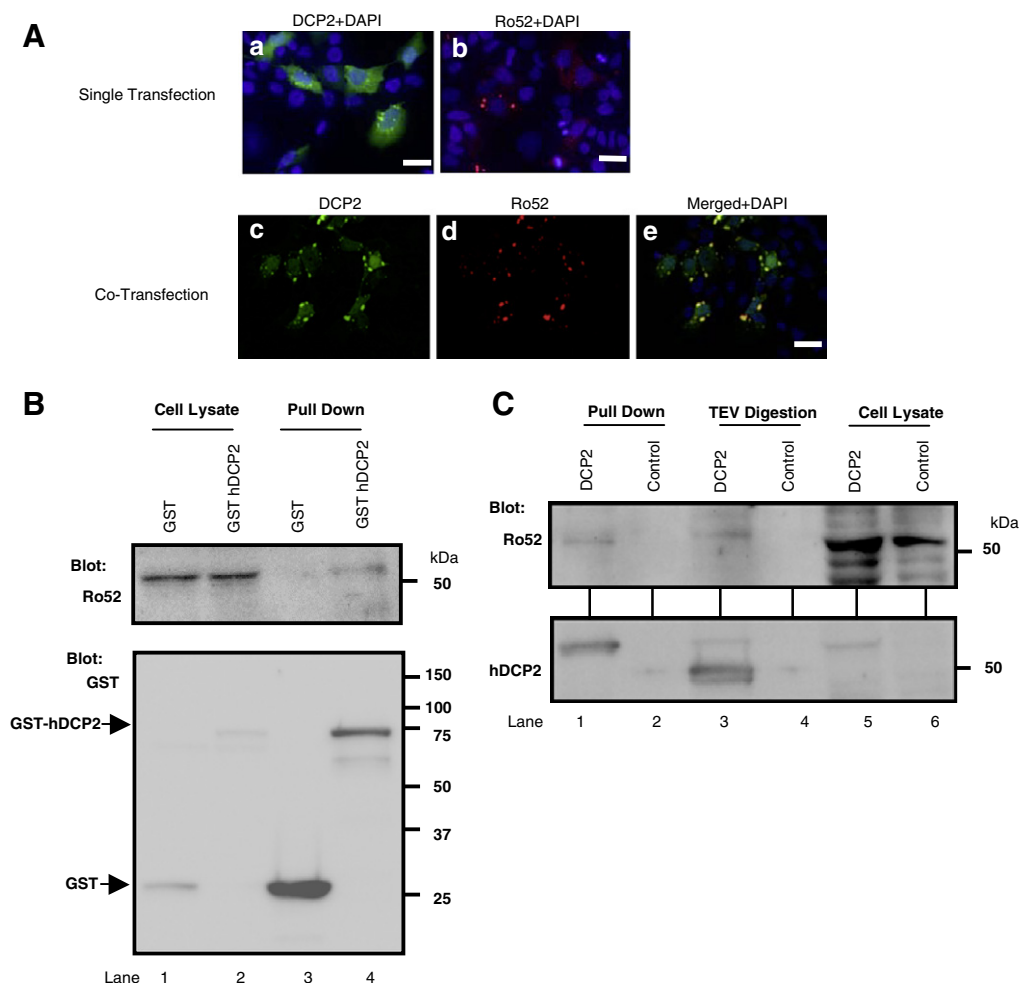 A
DCP2+DAPI
Ro52+DAPI
a
b
Single Transfection
DCP2
Ro52
Merged+DAPI
c
d
e
Co-Transfection
B
Cell Lysate
Pull Down
GST
GST hDCP2
GST
GST hDCP2
Blot:
Ro52
kDa
50
Blot:
GST
GST-hDCP2
GST
150
100
75
50
37
25
Lane 1 2 3 4
C
Pull Down
TEV Digestion
Cell Lysate
DCP2
Control
DCP2
Control
DCP2
Control
Blot:
Ro52
kDa
50
hDCP2
50
Lane 1 2 3 4 5 6